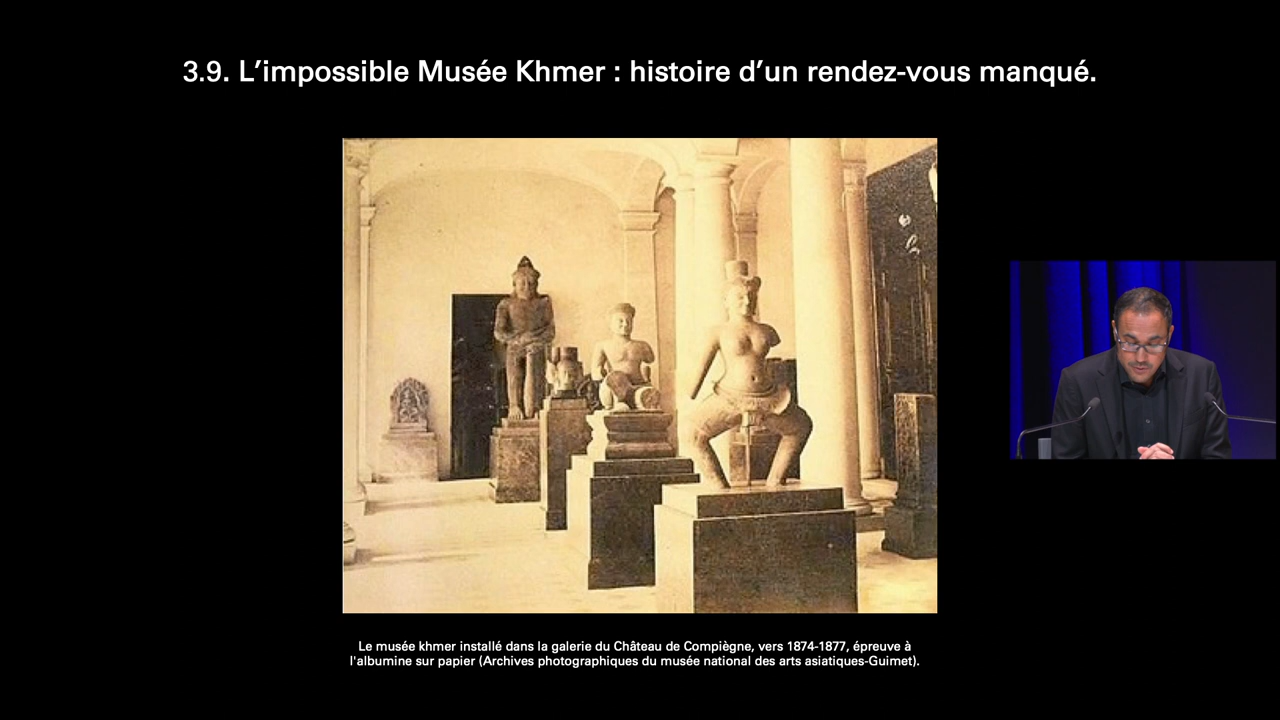 3.9. L’impossible Musée Khmer : histoire d’un rendez-vous manqué.
Le musée khmer installé dans la galerie du Château de Compiègne, vers 1874-1877, épreuve à
l'albumine sur papier (Archives photographiques du musée national des arts asiatiques-Guimet).